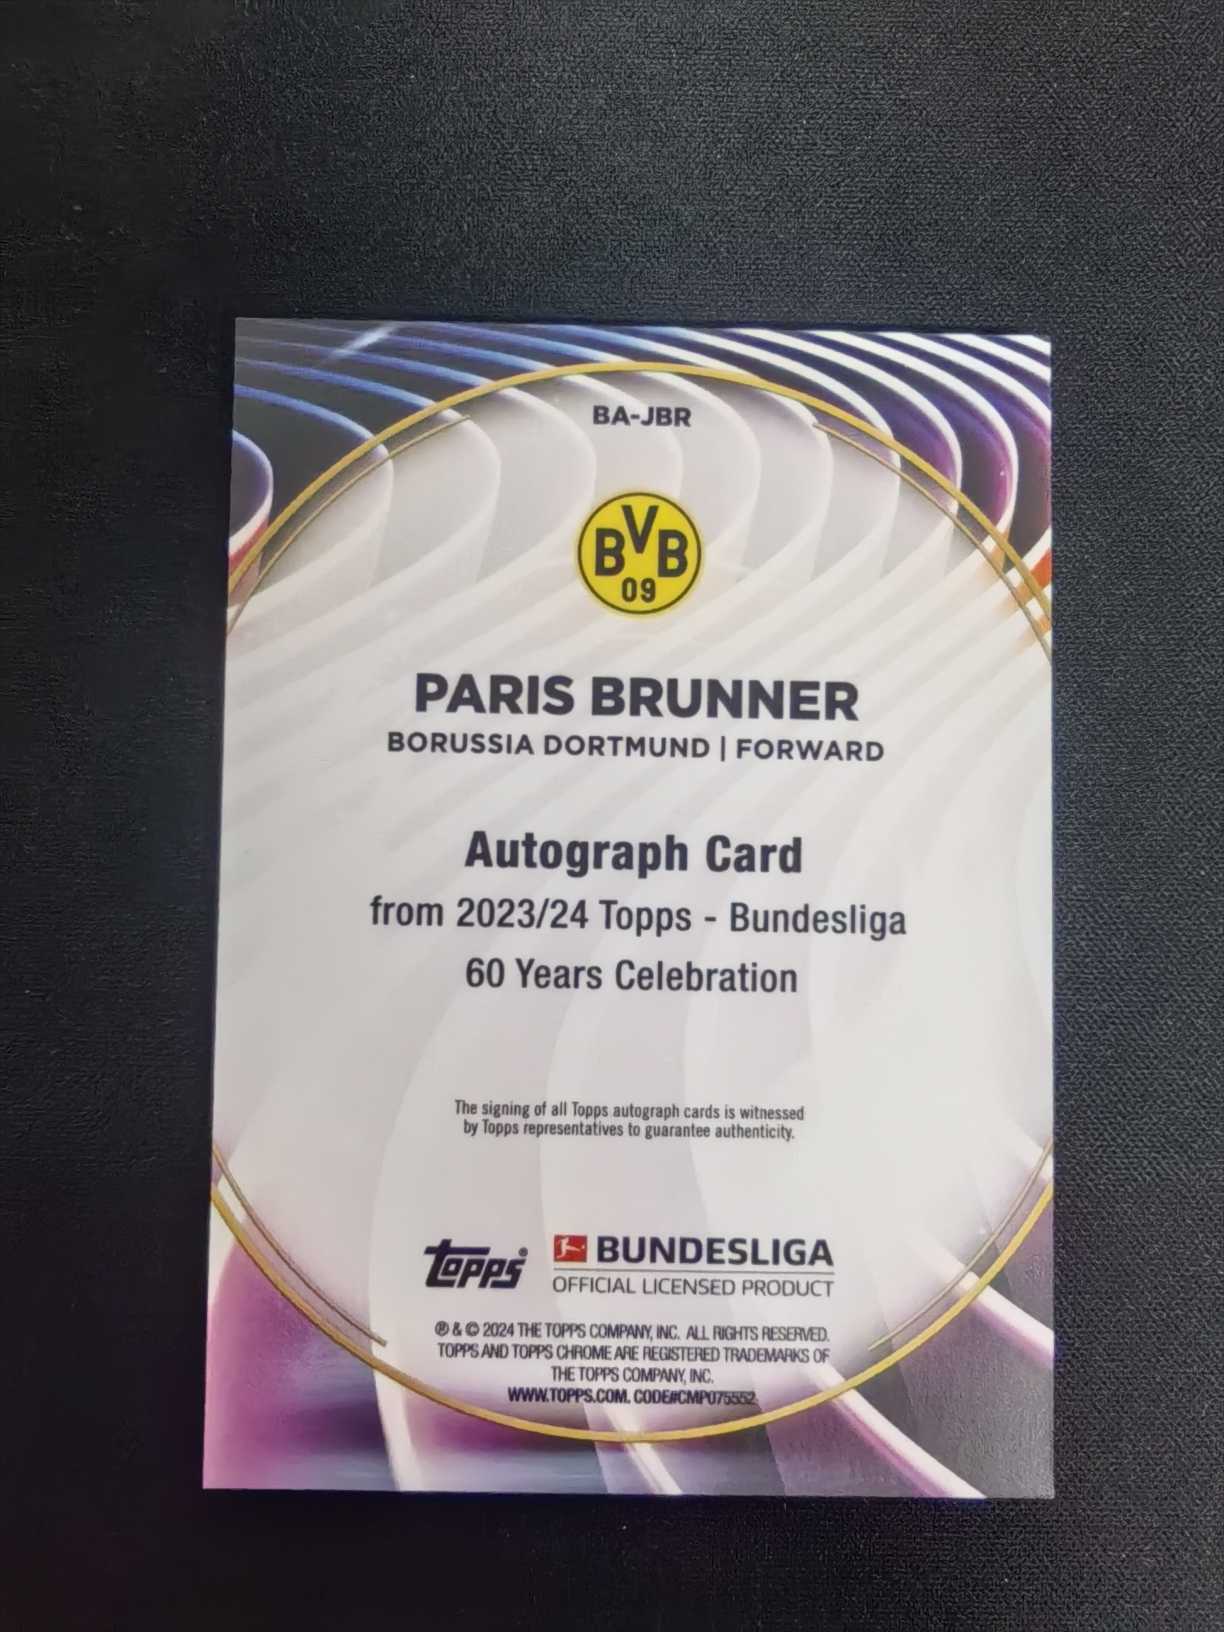 BA-JBR
BVB
09
PARIS BRUNNER
BORUSSIA DORTMUND | FORWARD
Autograph Card
from 2023/24 Topps - Bundesliga
60 Years Celebration
The signing of all Topps autograph cards is witnessed
by Topps representatives to guarantee authenticity.
topps®
BUNDESLIGA
OFFICIAL LICENSED PRODUCT
® & © 2024 THE TOPPS COMPANY, INC. ALL RIGHTS RESERVED.
TOPPS AND TOPPS CHROME ARE REGISTERED TRADEMARKS OF
THE TOPPS COMPANY, INC.
WWW.TOPPS.COM. CODE#CMP075552